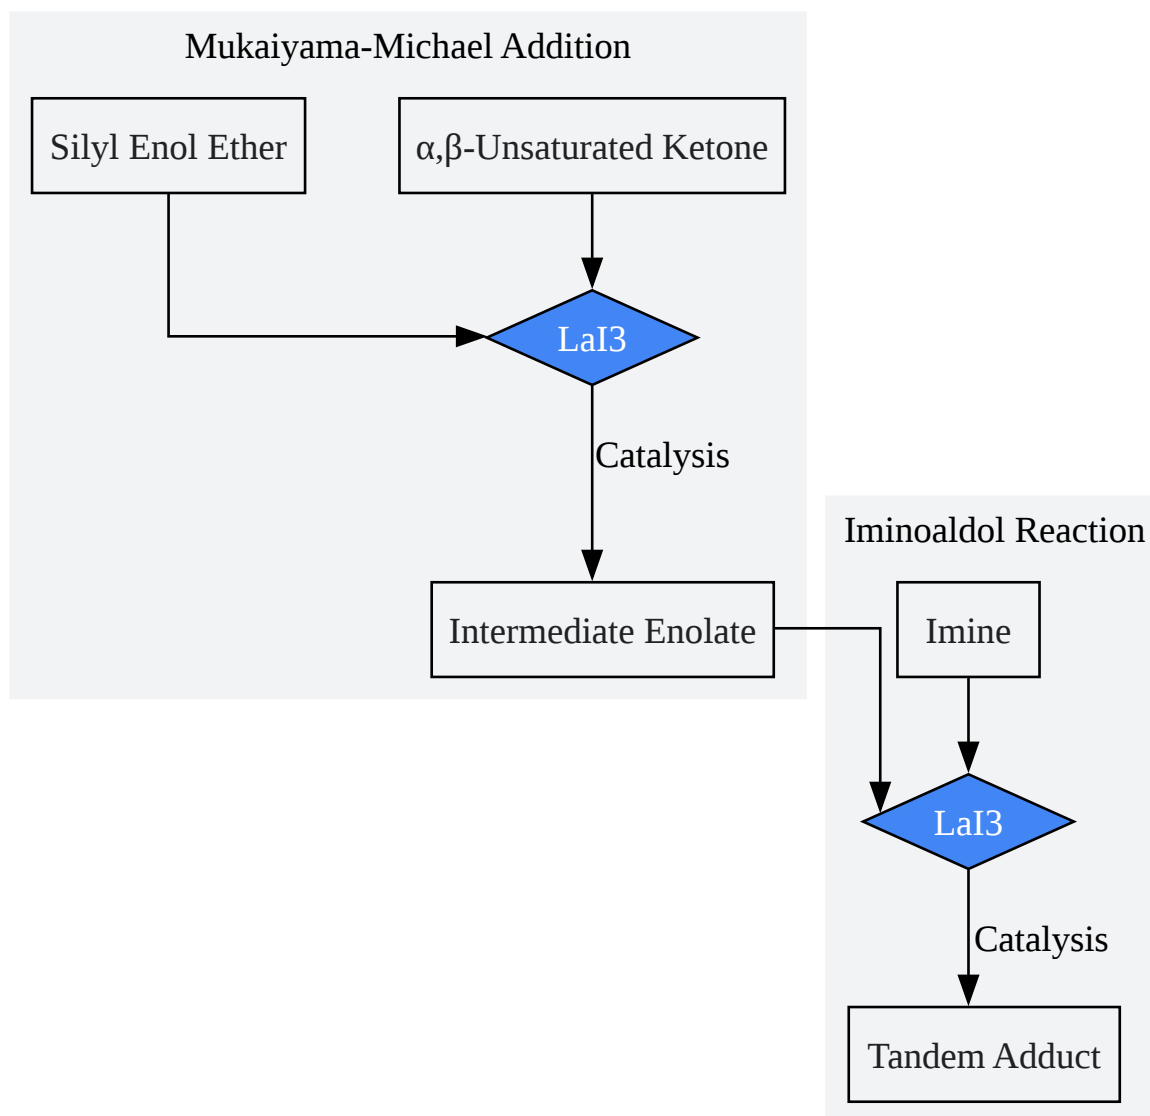 Mukaiyama-Michael Addition
Silyl Enol Ether
α,β-Unsaturated Ketone
LaI3
Catalysis
Intermediate Enolate
Iminoaldol Reaction
Imine
LaI3
Catalysis
Tandem Adduct